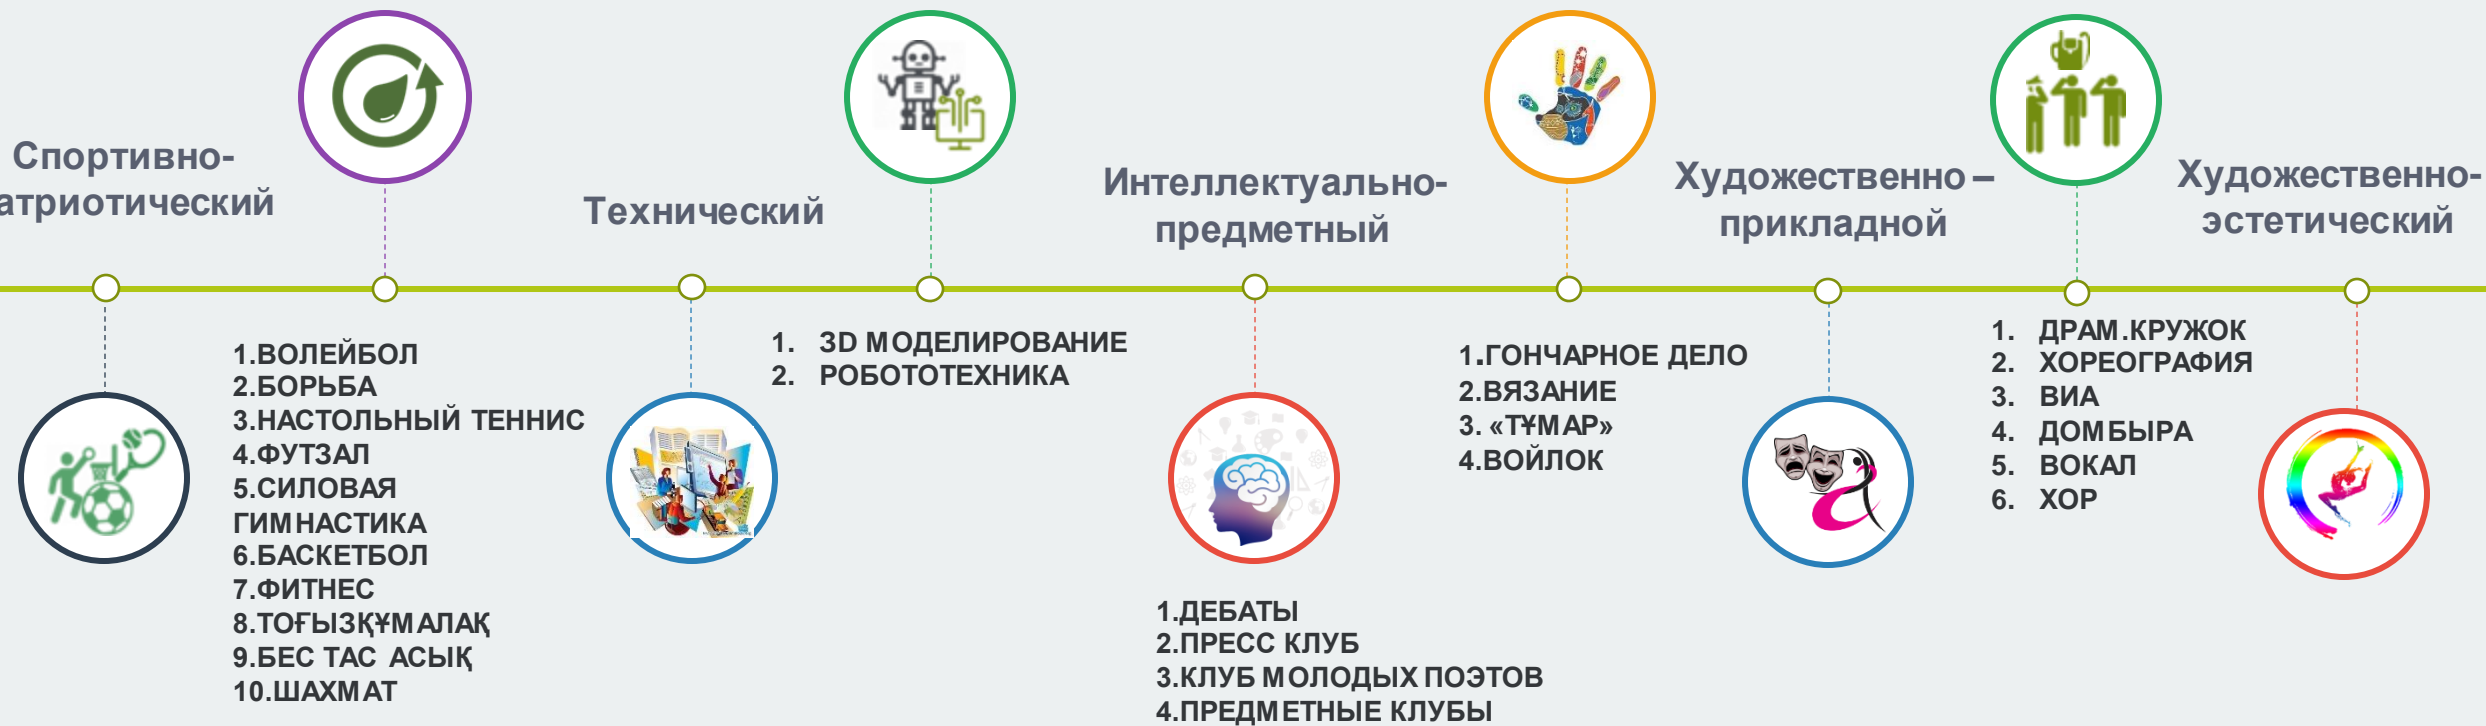 Спортивно-
атриотический
1.ВОЛЕЙБОЛ
2.БОРЬБА
3.НАСТОЛЬНЫЙ ТЕННИС
4.ФУТЗАЛ
5.СИЛОВАЯ
ГИМНАСТИКА
6.БАСКЕТБОЛ
7.ФИТНЕС
8.ТОҒЫЗҚҰМАЛАҚ
9.БЕС ТАС АСЫҚ
10.ШАХМАТ
Технический
1. 3D МОДЕЛИРОВАНИЕ
2. РОБОТОТЕХНИКА
Интеллектуально-
предметный
1.ДЕБАТЫ
2.ПРЕСС КЛУБ
3.КЛУБ МОЛОДЫХ ПОЭТОВ
4.ПРЕДМЕТНЫЕ КЛУБЫ
Художественно –
прикладной
1.ГОНЧАРНОЕ ДЕЛО
2.ВЯЗАНИЕ
3. «ТҰМАР»
4.ВОЙЛОК
Художественно-
эстетический
1. ДРАМ.КРУЖОК
2. ХОРЕОГРАФИЯ
3. ВИА
4. ДОМБЫРА
5. ВОКАЛ
6. ХОР